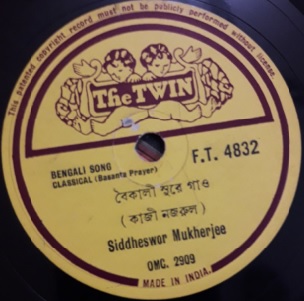 This patented copyright record must not be publicly performed without license.
The TWIN
BENGALI SONG
CLASSICAL (Basanta Prayer)
F.T. 4832
বৈকালী সুরে গাও
( কাজী নজরুল )
Siddheswor Mukherjee
OMC. 2909
MADE IN INDIA.